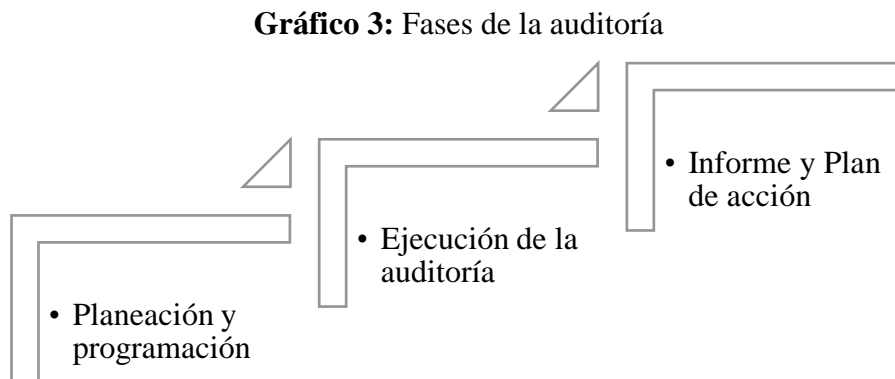 Gráfico 3: Fases de la auditoría
• Planeación y
programación
• Ejecución de la
auditoría
• Informe y Plan
de acción